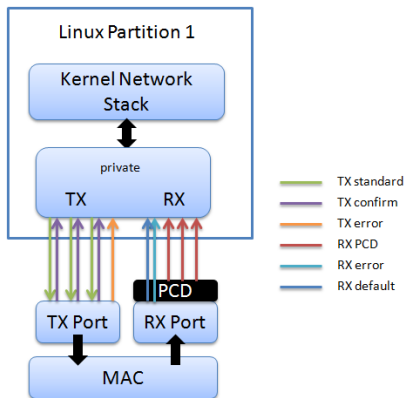 Linux Partition 1
Kernel Network
Stack
private
TX RX
TX standard
TX confirm
TX error
RX PCD
RX error
RX default
PCD
TX Port RX Port
MAC